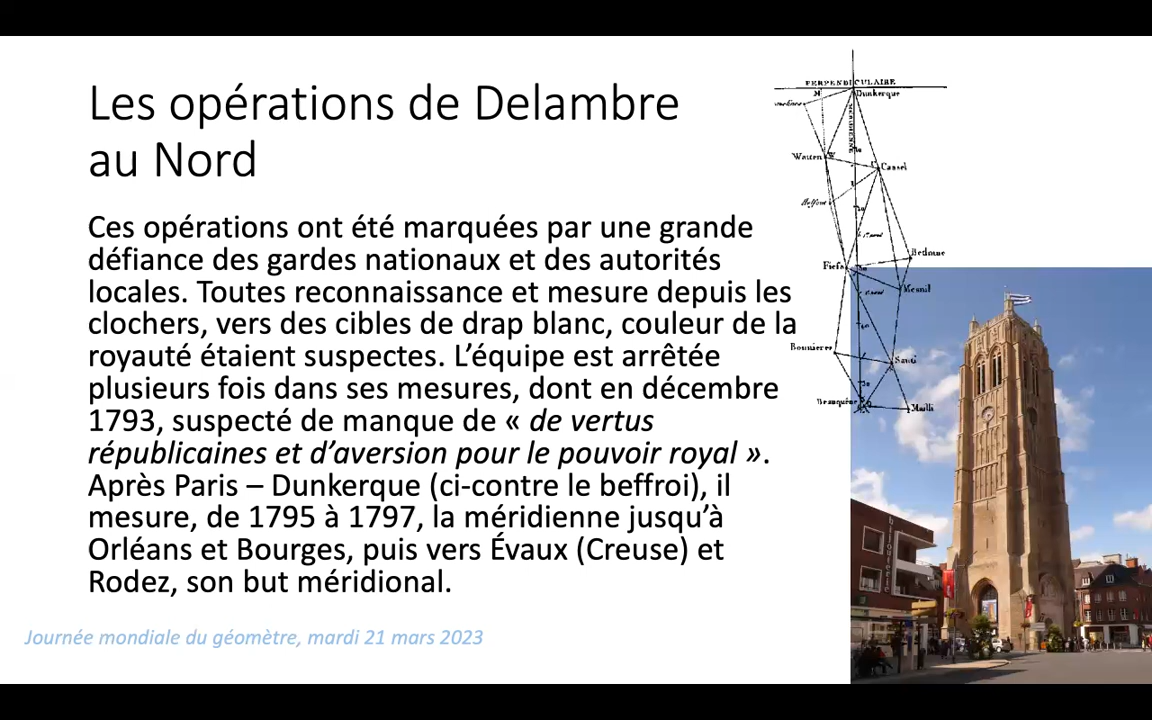 Les opérations de Delambre
au Nord
Ces opérations ont été marquées par une grande
défiance des gardes nationaux et des autorités
locales. Toutes reconnaissance et mesure depuis les
clochers, vers des cibles de drap blanc, couleur de la
royauté étaient suspectes. L’équipe est arrêtée
plusieurs fois dans ses mesures, dont en décembre
1793, suspecté de manque de « de vertus
républicaines et d’aversion pour le pouvoir royal ».
Après Paris – Dunkerque (ci-contre le beffroi), il
mesure, de 1795 à 1797, la méridienne jusqu’à
Orléans et Bourges, puis vers Évaux (Creuse) et
Rodez, son but méridional.
Journée mondiale du géomètre, mardi 21 mars 2023
PERPENDICULAIRE
Dunkerque
Watten
Cassel
Fiefs
Mesnil
Bonnieres
Sauti
Beauquêne
Mailli
bijouterie